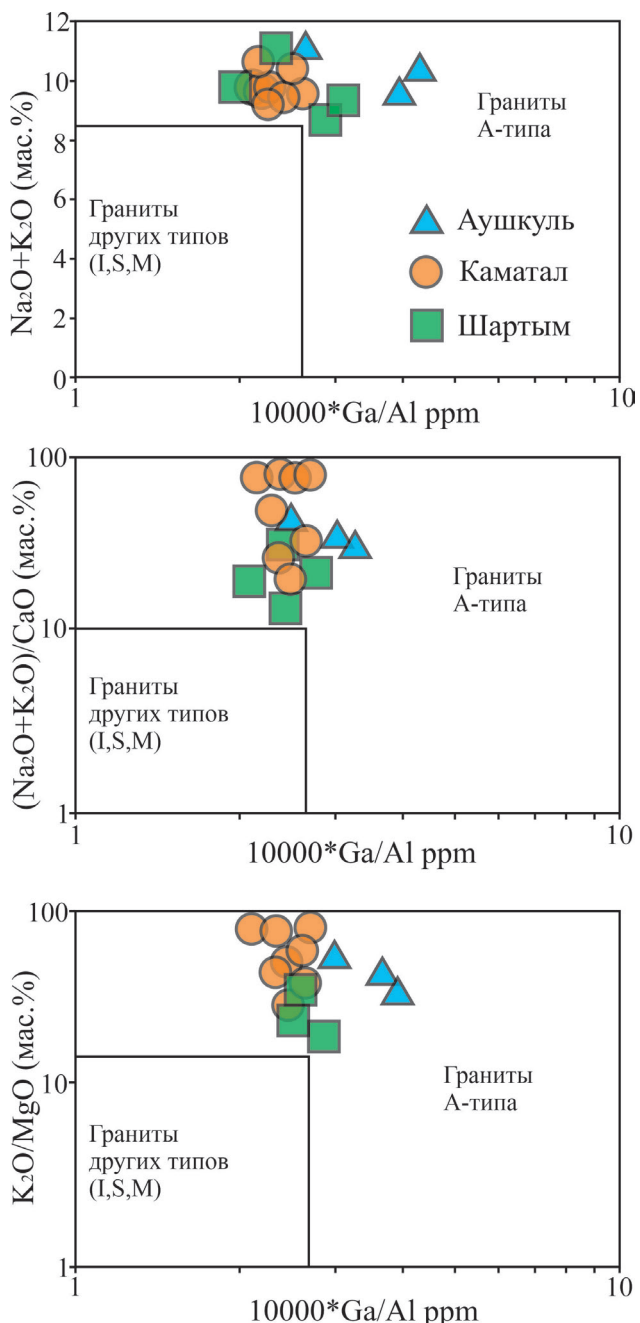 Na₂O+K₂O (мас.%)
12
10
8
6
4
2
0
Граниты
А-типа
Граниты
других типов
(I,S,M)
Аушкуль
Каматал
Шартым
1
10
10000*Ga/Al ppm
(Na₂O+K₂O)/CaO (мас.%)
100
10
1
Граниты
А-типа
Граниты
других типов
(I,S,M)
1
10
10000*Ga/Al ppm
K₂O/MgO (мас.%)
100
10
1
Граниты
А-типа
Граниты
других типов
(I,S,M)
1
10
10000*Ga/Al ppm